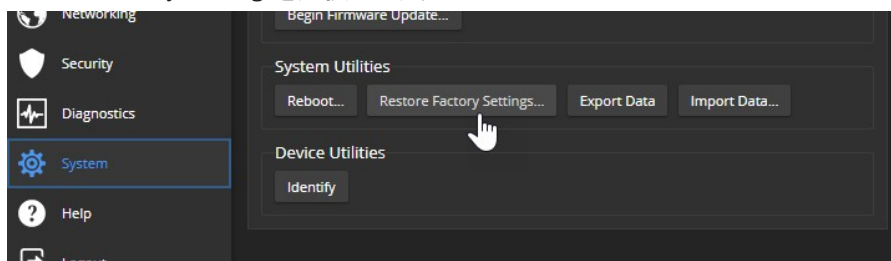 Networking
Begin Firmware Update...
Security
System Utilities
Reboot...
Restore Factory Settings...
Export Data
Import Data...
Diagnostics
Device Utilities
System
Identify
Help